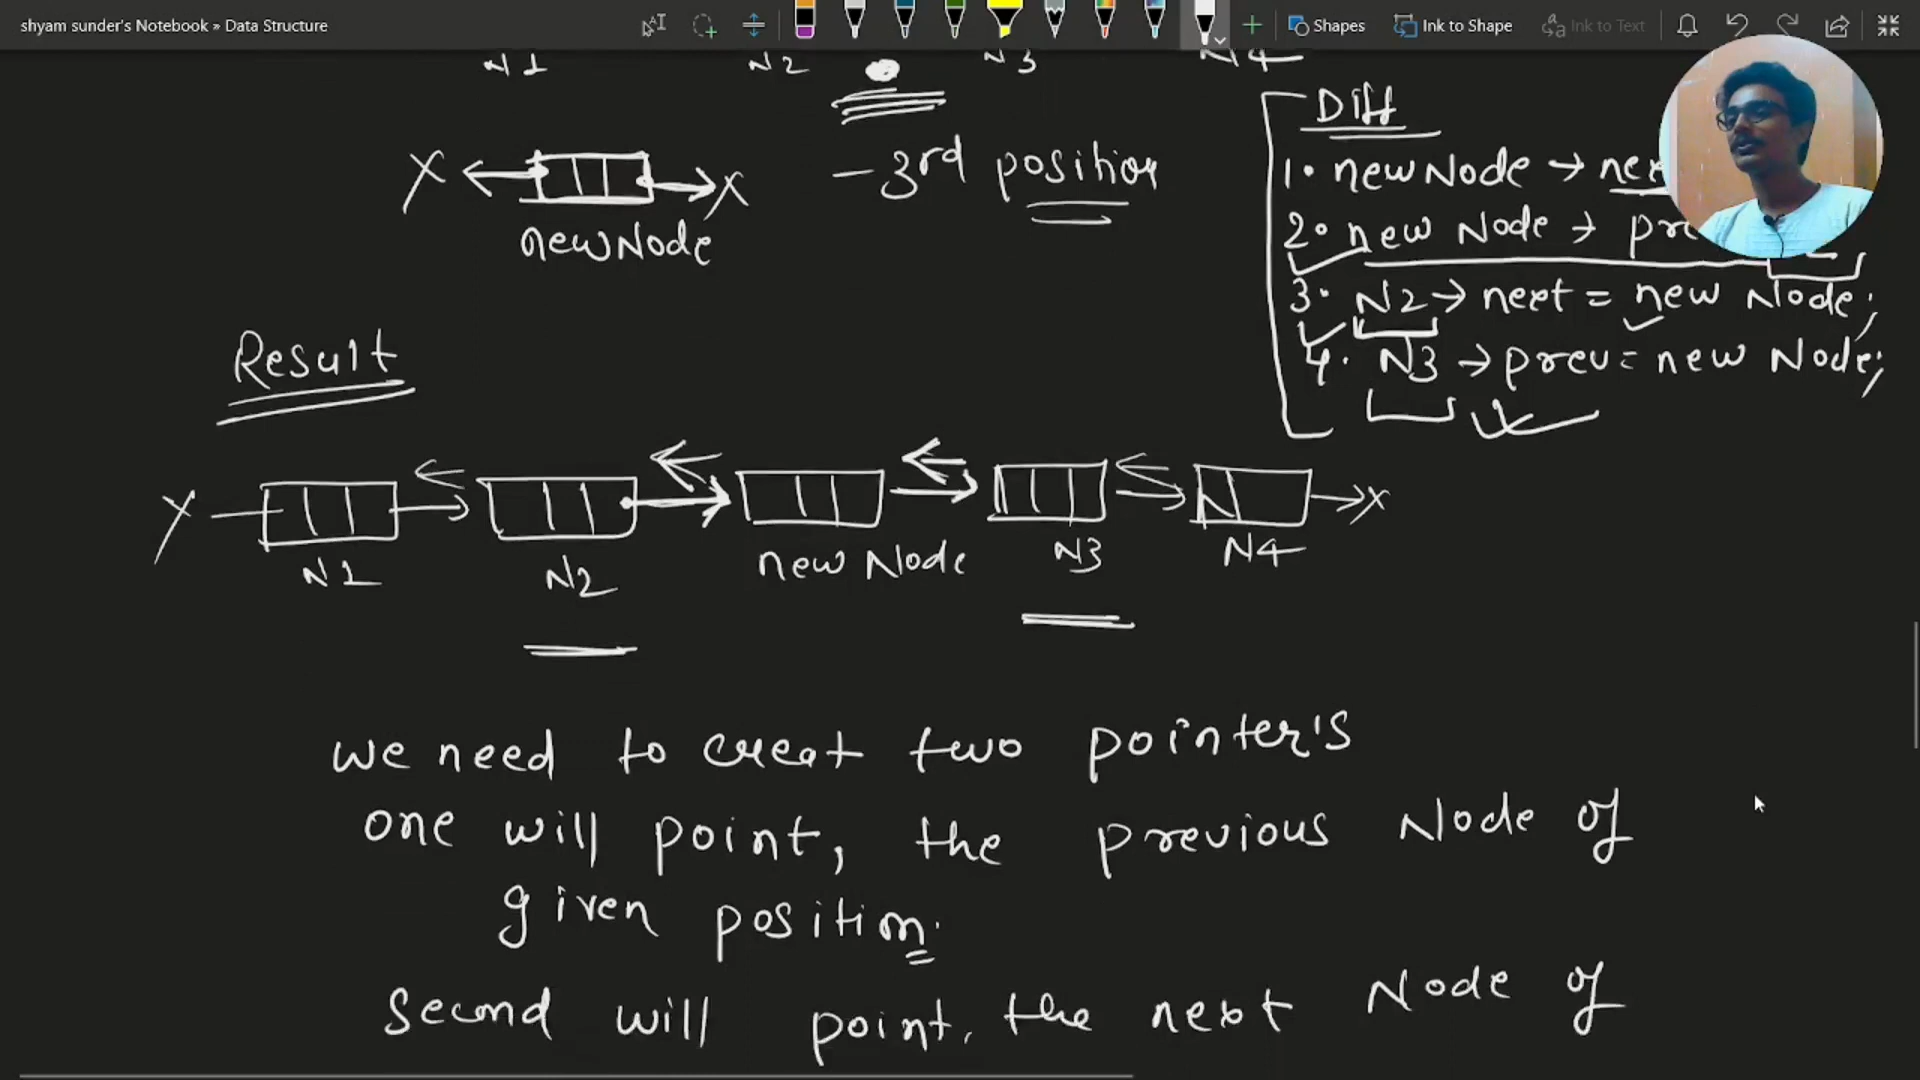 shyam sunder's Notebook » Data Structure
Shapes
Ink to Shape
Ink to Text
N1 N2 N3 N4
X X - 3rd position
newNode
Diff
1. newNode →
2. new Node →
3. N2 → next = new Node;
4. N3 → prev = new Node;
Result
X X
N1 N2 new Node N3 N4
we need to creat two pointer's
one will point, the previous Node of
given position.
Second will point, the next Node of